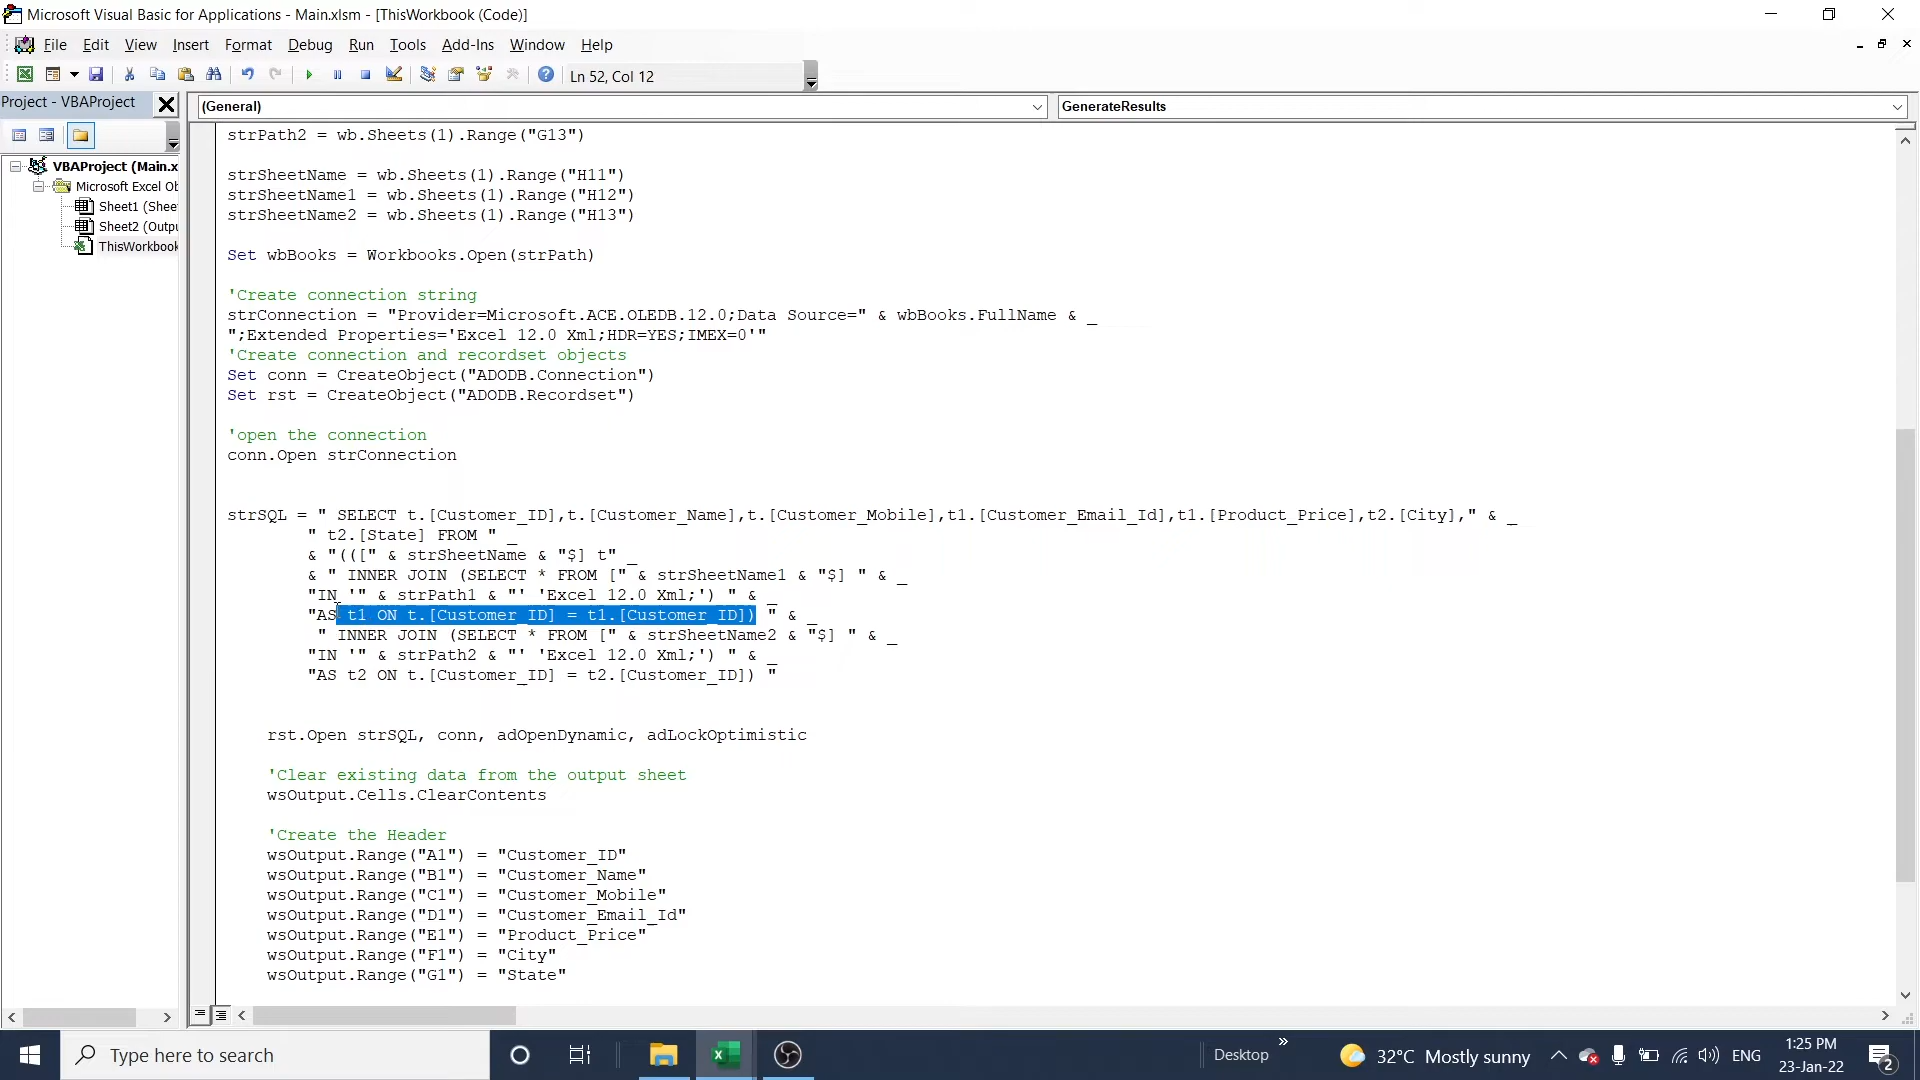 Microsoft Visual Basic for Applications - Main.xlsm - [ThisWorkbook (Code)]
File Edit View Insert Format Debug Run Tools Add-Ins Window Help
Ln 52, Col 12
Project - VBAProject
(General)
GenerateResults
VBAProject (Main.x
Microsoft Excel Ob
Sheet1 (Shee
Sheet2 (Outpu
ThisWorkbook
strPath2 = wb.Sheets(1).Range("G13")
strSheetName = wb.Sheets(1).Range("H11")
strSheetName1 = wb.Sheets(1).Range("H12")
strSheetName2 = wb.Sheets(1).Range("H13")
Set wbBooks = Workbooks.Open(strPath)
'Create connection string
strConnection = "Provider=Microsoft.ACE.OLEDB.12.0;Data Source=" & wbBooks.FullName & _
";Extended Properties='Excel 12.0 Xml;HDR=YES;IMEX=0'"
'Create connection and recordset objects
Set conn = CreateObject("ADODB.Connection")
Set rst = CreateObject("ADODB.Recordset")
'open the connection
conn.Open strConnection
strSQL = " SELECT t.[Customer_ID],t.[Customer_Name],t.[Customer_Mobile],t1.[Customer_Email_Id],t1.[Product_Price],t2.[City]," & _
" t2.[State] FROM " _
& "(([" & strSheetName & "$] t" _
& " INNER JOIN (SELECT * FROM [" & strSheetName1 & "$] " & _
"IN '" & strPath1 & "' 'Excel 12.0 Xml;') " & _
"AS t1 ON t.[Customer_ID] = t1.[Customer_ID]) " & _
" INNER JOIN (SELECT * FROM [" & strSheetName2 & "$] " & _
"IN '" & strPath2 & "' 'Excel 12.0 Xml;') " & _
"AS t2 ON t.[Customer_ID] = t2.[Customer_ID]) "
rst.Open strSQL, conn, adOpenDynamic, adLockOptimistic
'Clear existing data from the output sheet
wsOutput.Cells.ClearContents
'Create the Header
wsOutput.Range("A1") = "Customer_ID"
wsOutput.Range("B1") = "Customer_Name"
wsOutput.Range("C1") = "Customer_Mobile"
wsOutput.Range("D1") = "Customer_Email_Id"
wsOutput.Range("E1") = "Product_Price"
wsOutput.Range("F1") = "City"
wsOutput.Range("G1") = "State"
Type here to search
Desktop
32°C Mostly sunny
ENG
1:25 PM
23-Jan-22
2